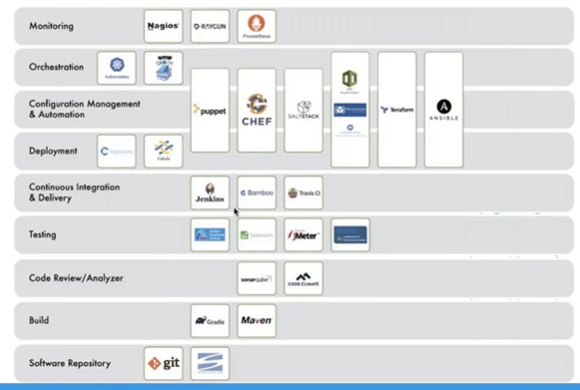 Monitoring
Nagios
RAYGUN
Prometheus
Orchestration
kubernetes
Configuration Management
& Automation
puppet
CHEF
SALTSTACK
Terraform
ANSIBLE
Deployment
Continuous Integration
& Delivery
Jenkins
Bamboo
Travis CI
Testing
Selenium
JMeter
Code Review/Analyzer
sonarqube
CODE CLIMATE
Build
Gradle
Maven
Software Repository
git